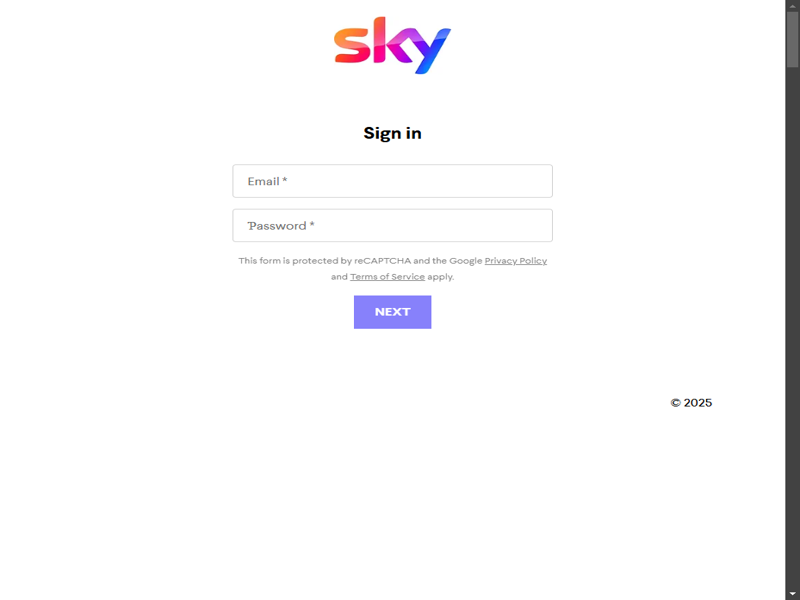 sky
Sign in
Email *
Password *
This form is protected by reCAPTCHA and the Google Privacy Policy
and Terms of Service apply.
NEXT
© 2025